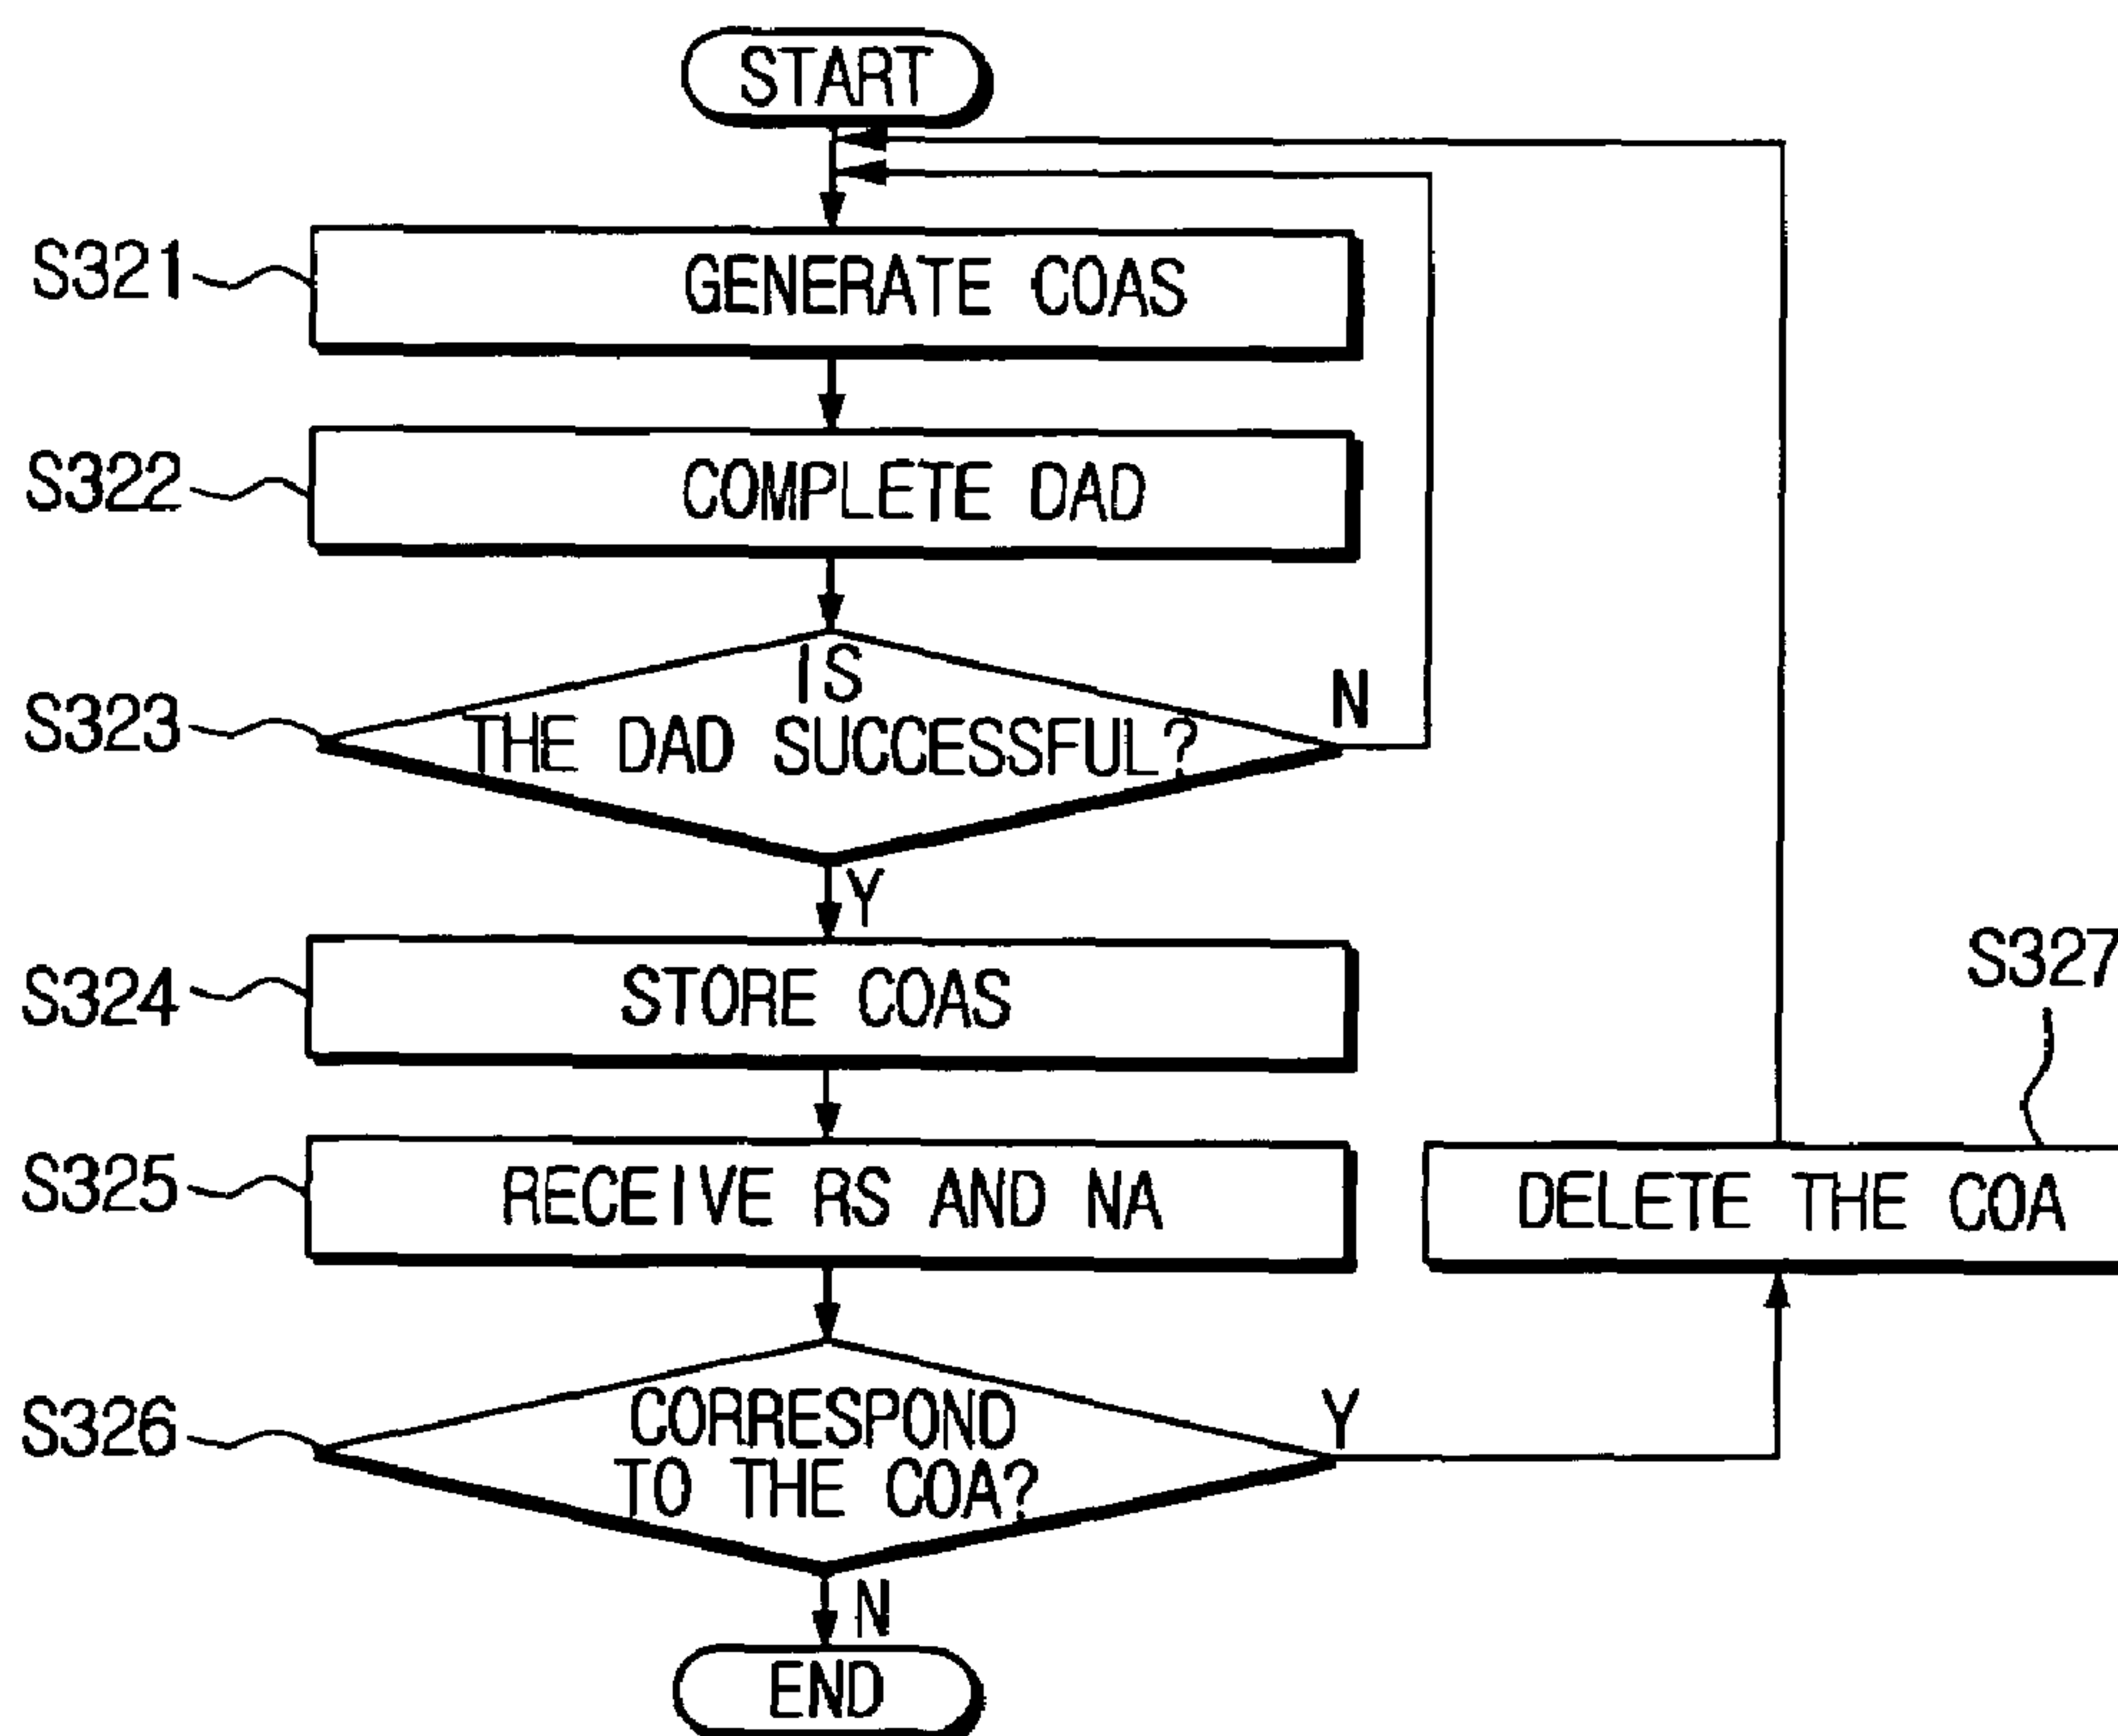 START
S321
GENERATE COAS
S322
COMPLETE DAD
S323
IS
THE DAD SUCCESSFUL?
N
Y
S324
STORE COAS
S327
S325
RECEIVE RS AND NA
DELETE THE COA
S326
CORRESPOND
TO THE COA?
Y
N
END